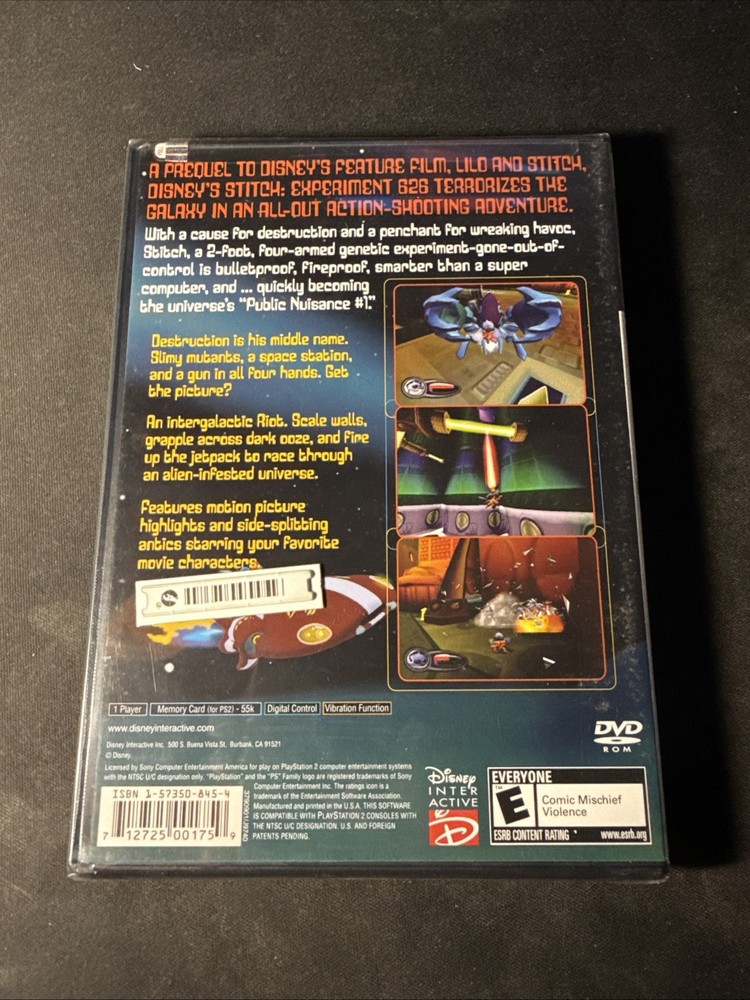 A PREQUEL TO DISNEY'S FEATURE FILM, LILO AND STITCH,
DISNEY'S STITCH: EXPERIMENT 626 TERRORIZES THE
GALAXY IN AN ALL-OUT ACTION-SHOOTING ADVENTURE.
With a cause for destruction and a penchant for wreaking havoc,
Stitch, a 2-foot, four-armed genetic experiment-gone-out-of-
control is bulletproof, fireproof, smarter than a super
computer, and ... quickly becoming
the universe's "Public Nuisance #1."
Destruction is his middle name.
Slimy mutants, a space station,
and a gun in all four hands. Get
the picture?
An intergalactic Riot. Scale walls,
grapple across dark ooze, and fire
up the jetpack to race through
an alien-infested universe.
Features motion picture
highlights and side-splitting
antics starring your favorite
movie characters.
1 Player
Memory Card (for PS2) - 55k
Digital Control
Vibration Function
www.disneyinteractive.com
Disney Interactive Inc. 500 S. Buena Vista St. Burbank, CA 91521
© Disney.
Licensed by Sony Computer Entertainment America for play on PlayStation 2 computer entertainment systems
with the NTSC U/C designation only. "PlayStation" and the "PS" Family logo are registered trademarks of Sony
Computer Entertainment Inc. The ratings icon is a
trademark of the Entertainment Software Association.
Manufactured and printed in the U.S.A. THIS SOFTWARE
IS COMPATIBLE WITH PLAYSTATION 2 CONSOLES WITH
THE NTSC U/C DESIGNATION. U.S. AND FOREIGN
PATENTS PENDING.
ISBN 1-57350-845-4
7 12725 00175 9
DVD
ROM
Disney
INTER
ACTIVE
D
EVERYONE
E
TM
Comic Mischief
Violence
ESRB CONTENT RATING
www.esrb.org